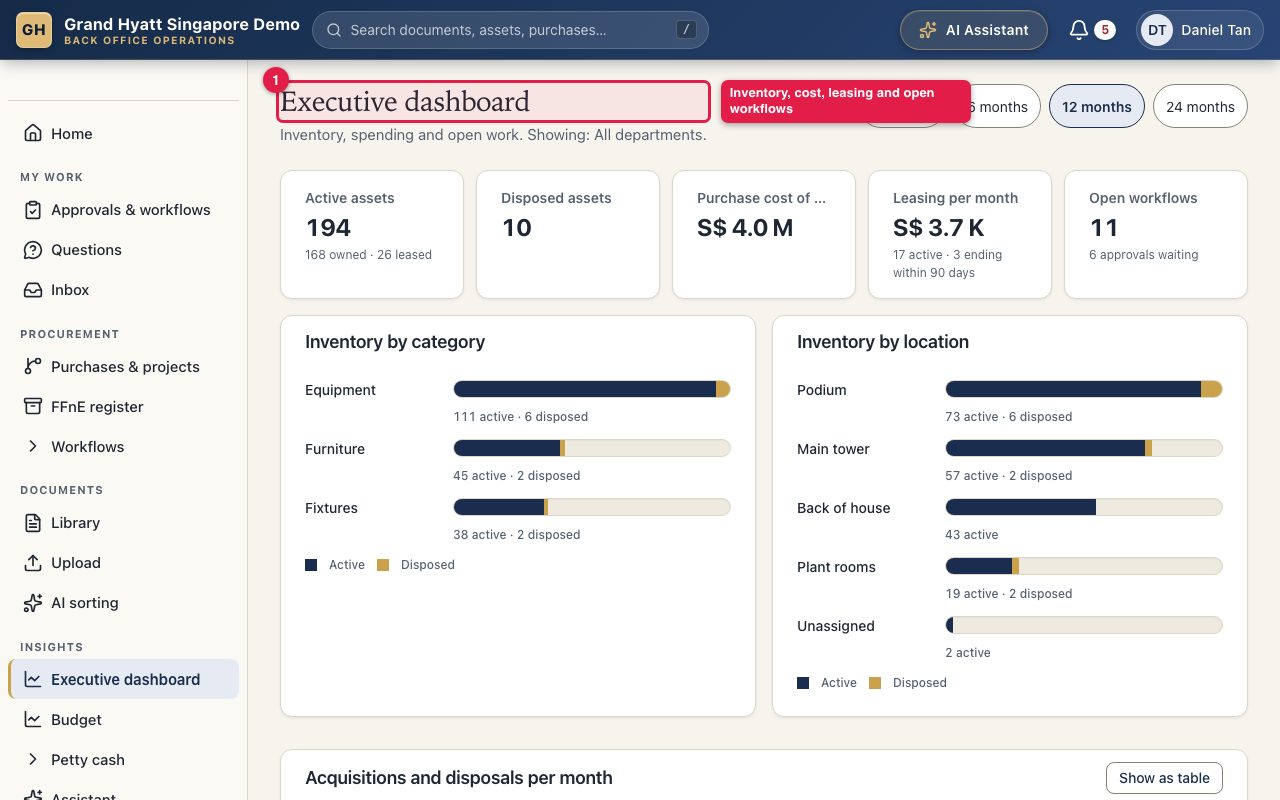 GH
Grand Hyatt Singapore Demo
BACK OFFICE OPERATIONS
Search documents, assets, purchases...
/
AI Assistant
5
DT
Daniel Tan
Home
MY WORK
Approvals & workflows
Questions
Inbox
PROCUREMENT
Purchases & projects
FFnE register
Workflows
DOCUMENTS
Library
Upload
AI sorting
INSIGHTS
Executive dashboard
Budget
Petty cash
Assistant
1
Executive dashboard
Inventory, cost, leasing and open
workflows
6 months
12 months
24 months
Inventory, spending and open work. Showing: All departments.
Active assets
194
168 owned · 26 leased
Disposed assets
10
Purchase cost of ...
S$ 4.0 M
Leasing per month
S$ 3.7 K
17 active · 3 ending
within 90 days
Open workflows
11
6 approvals waiting
Inventory by category
Equipment
111 active · 6 disposed
Furniture
45 active · 2 disposed
Fixtures
38 active · 2 disposed
Active
Disposed
Inventory by location
Podium
73 active · 6 disposed
Main tower
57 active · 2 disposed
Back of house
43 active
Plant rooms
19 active · 2 disposed
Unassigned
2 active
Active
Disposed
Acquisitions and disposals per month
Show as table